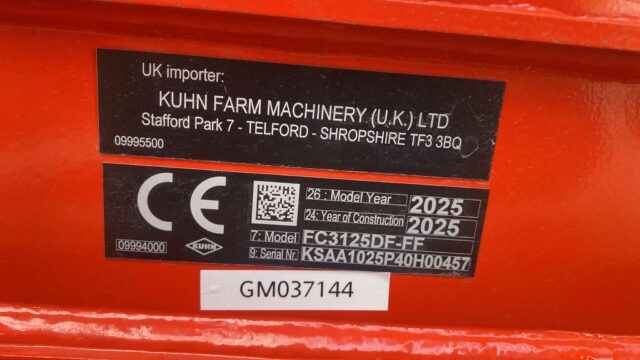 UK importer:
KUHN FARM MACHINERY (U.K.) LTD
Stafford Park 7 - TELFORD - SHROPSHIRE TF3 3BQ
09995500
CE
26 : Model Year 2025
24: Year of Construction 2025
7: Model FC3125DF-FF
9: Serial Nr. KSAA1025P40H00457
09994000
KUHN
GM037144